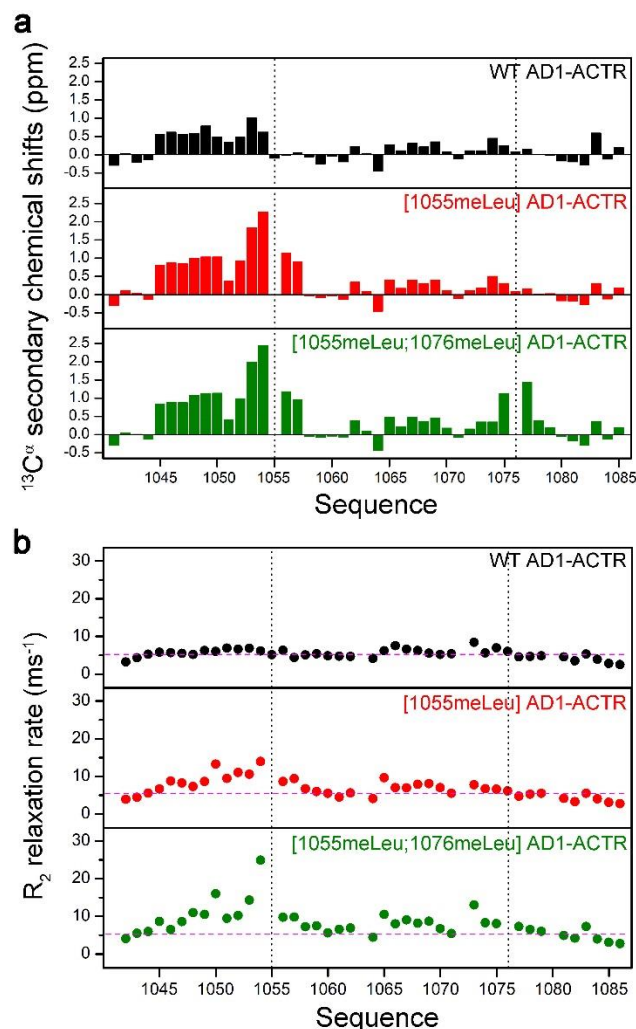 a
¹³Cᵅ secondary chemical shifts (ppm)
WT AD1-ACTR
2.5
2.0
1.5
1.0
0.5
0.0
-0.5
[1055meLeu] AD1-ACTR
2.5
2.0
1.5
1.0
0.5
0.0
-0.5
[1055meLeu;1076meLeu] AD1-ACTR
2.5
2.0
1.5
1.0
0.5
0.0
-0.5
1045 1050 1055 1060 1065 1070 1075 1080 1085
Sequence
b
R₂ relaxation rate (ms⁻¹)
WT AD1-ACTR
30
20
10
0
[1055meLeu] AD1-ACTR
30
20
10
0
[1055meLeu;1076meLeu] AD1-ACTR
30
20
10
0
1045 1050 1055 1060 1065 1070 1075 1080 1085
Sequence